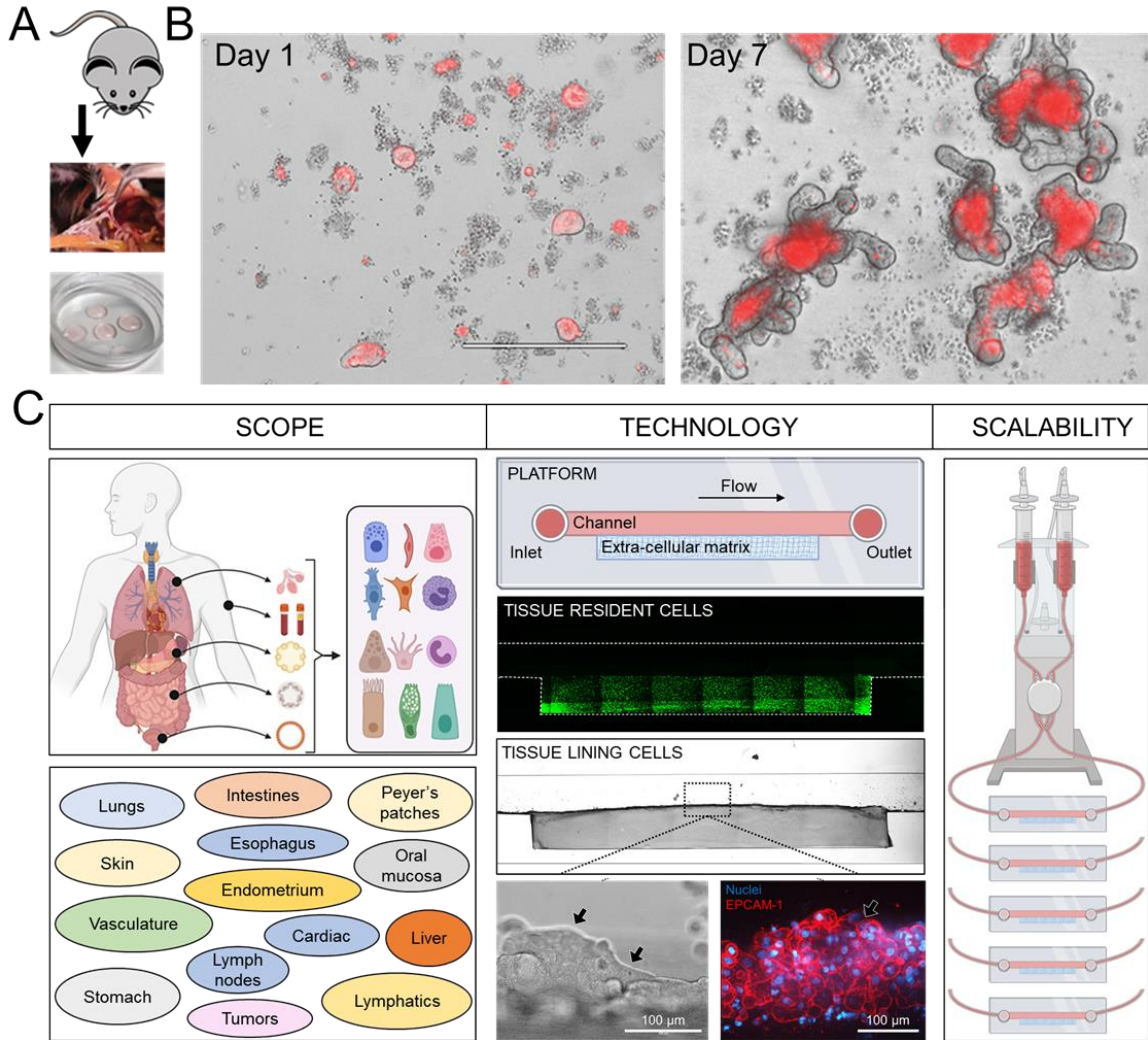 A
B
Day 1
Day 7
C
SCOPE
TECHNOLOGY
SCALABILITY
PLATFORM
Flow
Channel
Inlet
Extra-cellular matrix
Outlet
TISSUE RESIDENT CELLS
TISSUE LINING CELLS
Nuclei
EPCAM-1
100 µm
100 µm
Lungs
Intestines
Peyer's
patches
Skin
Esophagus
Oral
mucosa
Endometrium
Vasculature
Cardiac
Liver
Lymph
nodes
Stomach
Lymphatics
Tumors